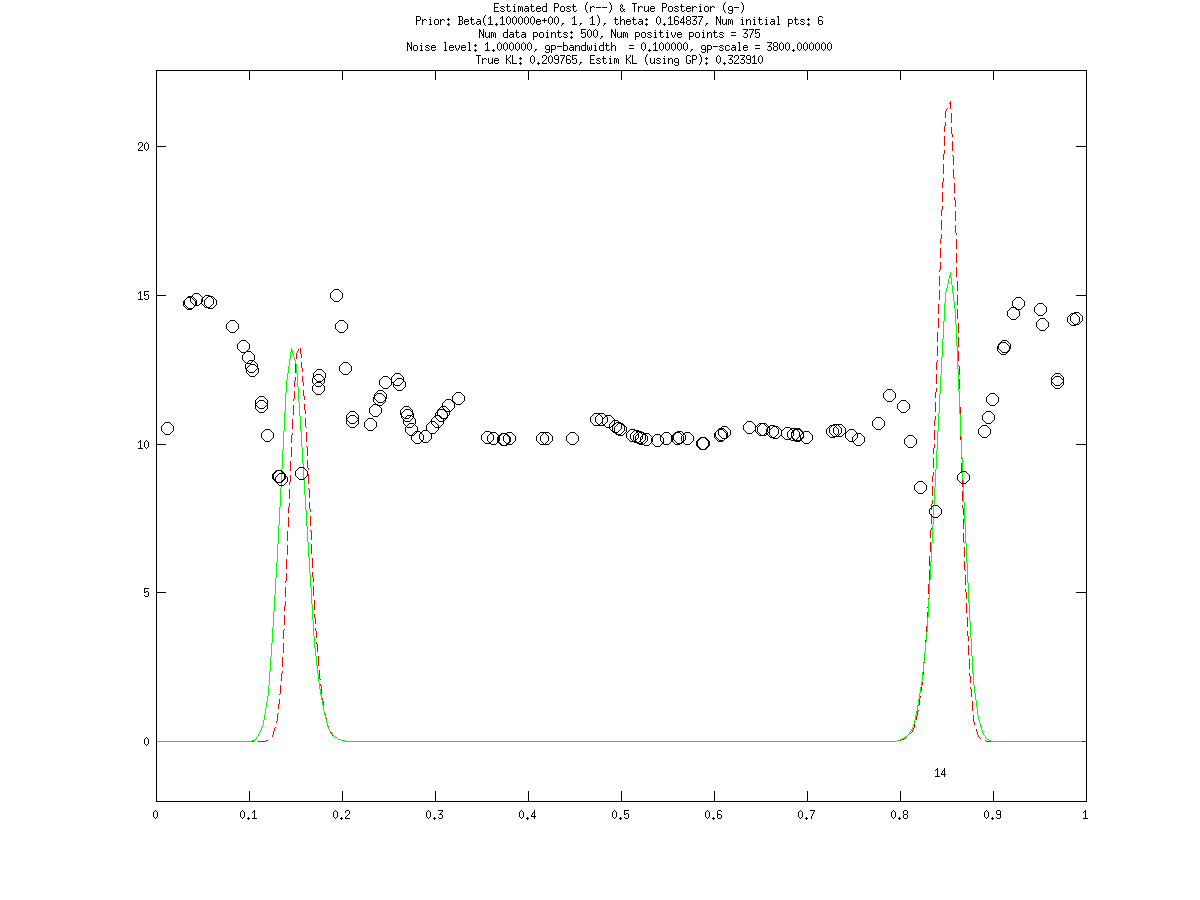 Estimated Post (r--) & True Posterior (g-)
Prior: Beta(1.100000e+00, 1, 1), theta: 0.164837, Num initial pts: 6
Num data points: 500, Num positive points = 375
Noise level: 1.000000, gp-bandwidth  = 0.100000, gp-scale = 3800.000000
True KL: 0.209765, Estim KL (using GP): 0.323910
20
15
10
5
0
14
0 0.1 0.2 0.3 0.4 0.5 0.6 0.7 0.8 0.9 1